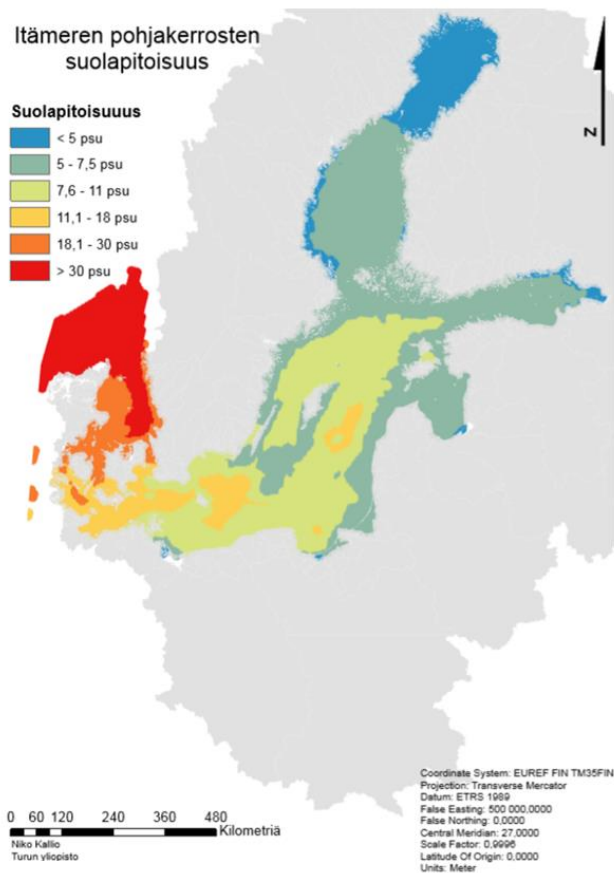 Itämeren pohjakerrosten
suolapitoisuus
Suolapitoisuuus
< 5 psu
5 - 7,5 psu
7,6 - 11 psu
11,1 - 18 psu
18,1 - 30 psu
> 30 psu
N
0 60 120 240 360 480
Kilometriä
Niko Kallio
Turun yliopisto
Coordinate System: EUREF FIN TM35FIN
Projection: Transverse Mercator
Datum: ETRS 1989
False Easting: 500 000,0000
False Northing: 0,0000
Central Meridian: 27,0000
Scale Factor: 0,9996
Latitude Of Origin: 0,0000
Units: Meter